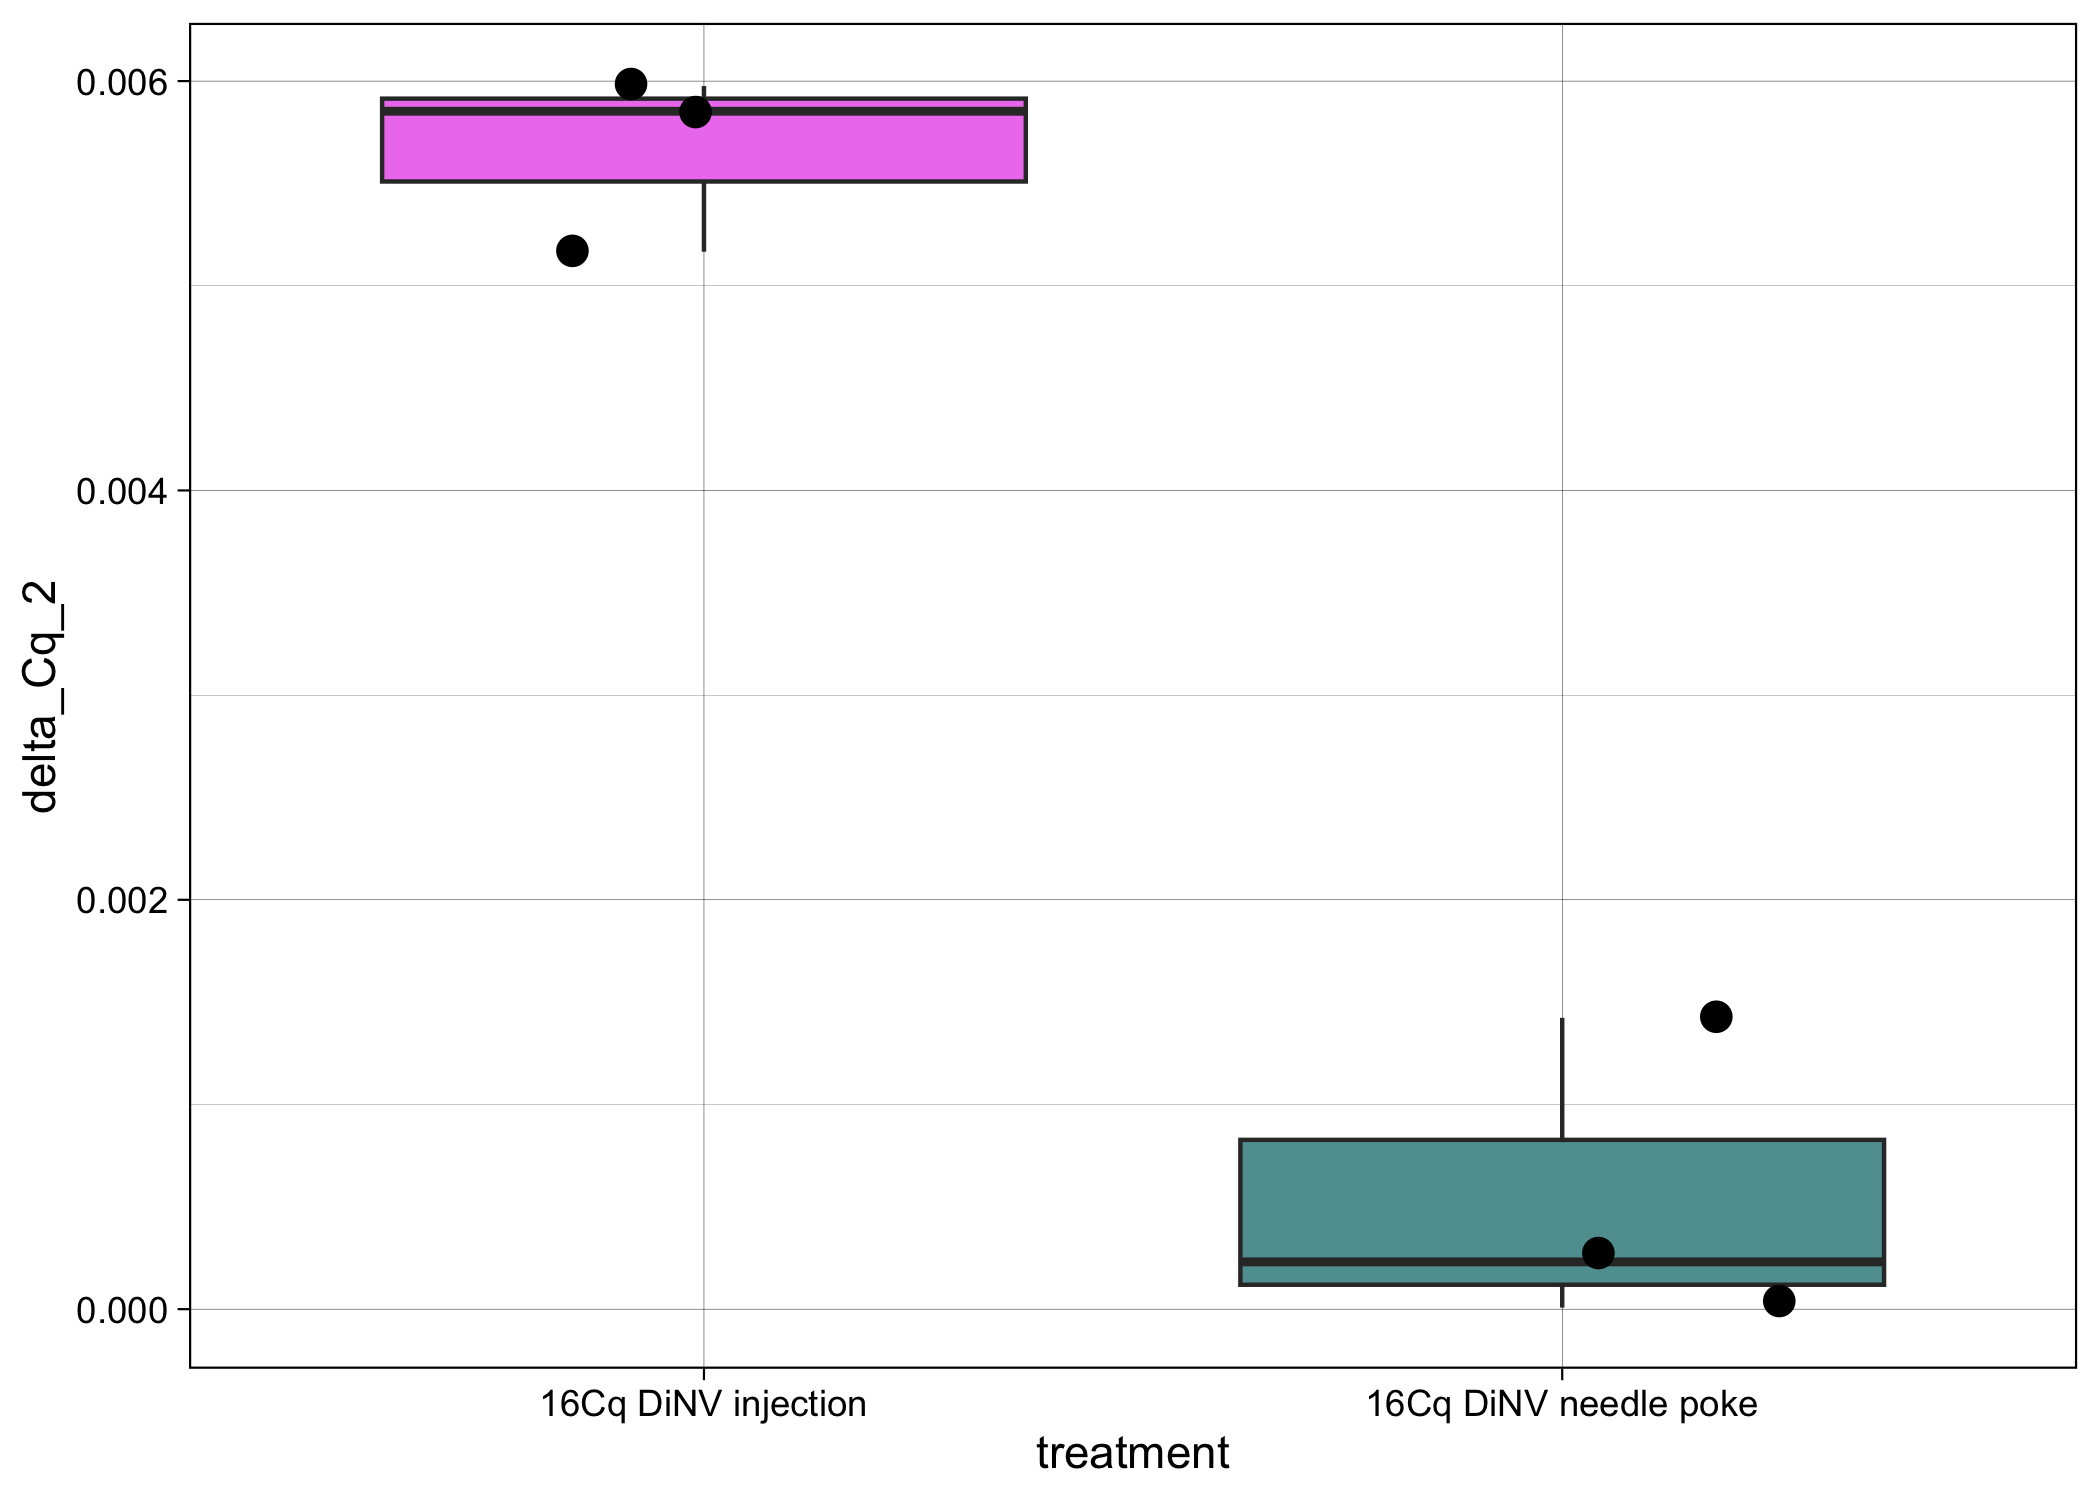 delta_Cq_2
0.006
0.004
0.002
0.000
16Cq DiNV injection
16Cq DiNV needle poke
treatment